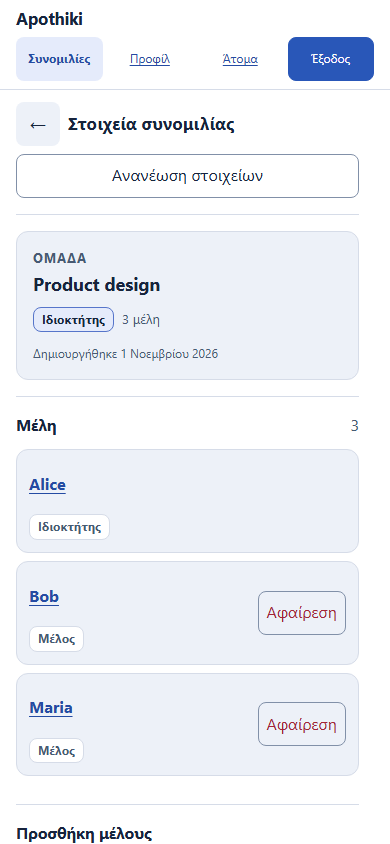 Apothiki
Συνομιλίες Προφίλ Άτομα Έξοδος
← Στοιχεία συνομιλίας
Ανανέωση στοιχείων
ΟΜΑΔΑ
Product design
Ιδιοκτήτης 3 μέλη
Δημιουργήθηκε 1 Νοεμβρίου 2026
Μέλη 3
Alice
Ιδιοκτήτης
Bob
Μέλος
Αφαίρεση
Maria
Μέλος
Αφαίρεση
Προσθήκη μέλους